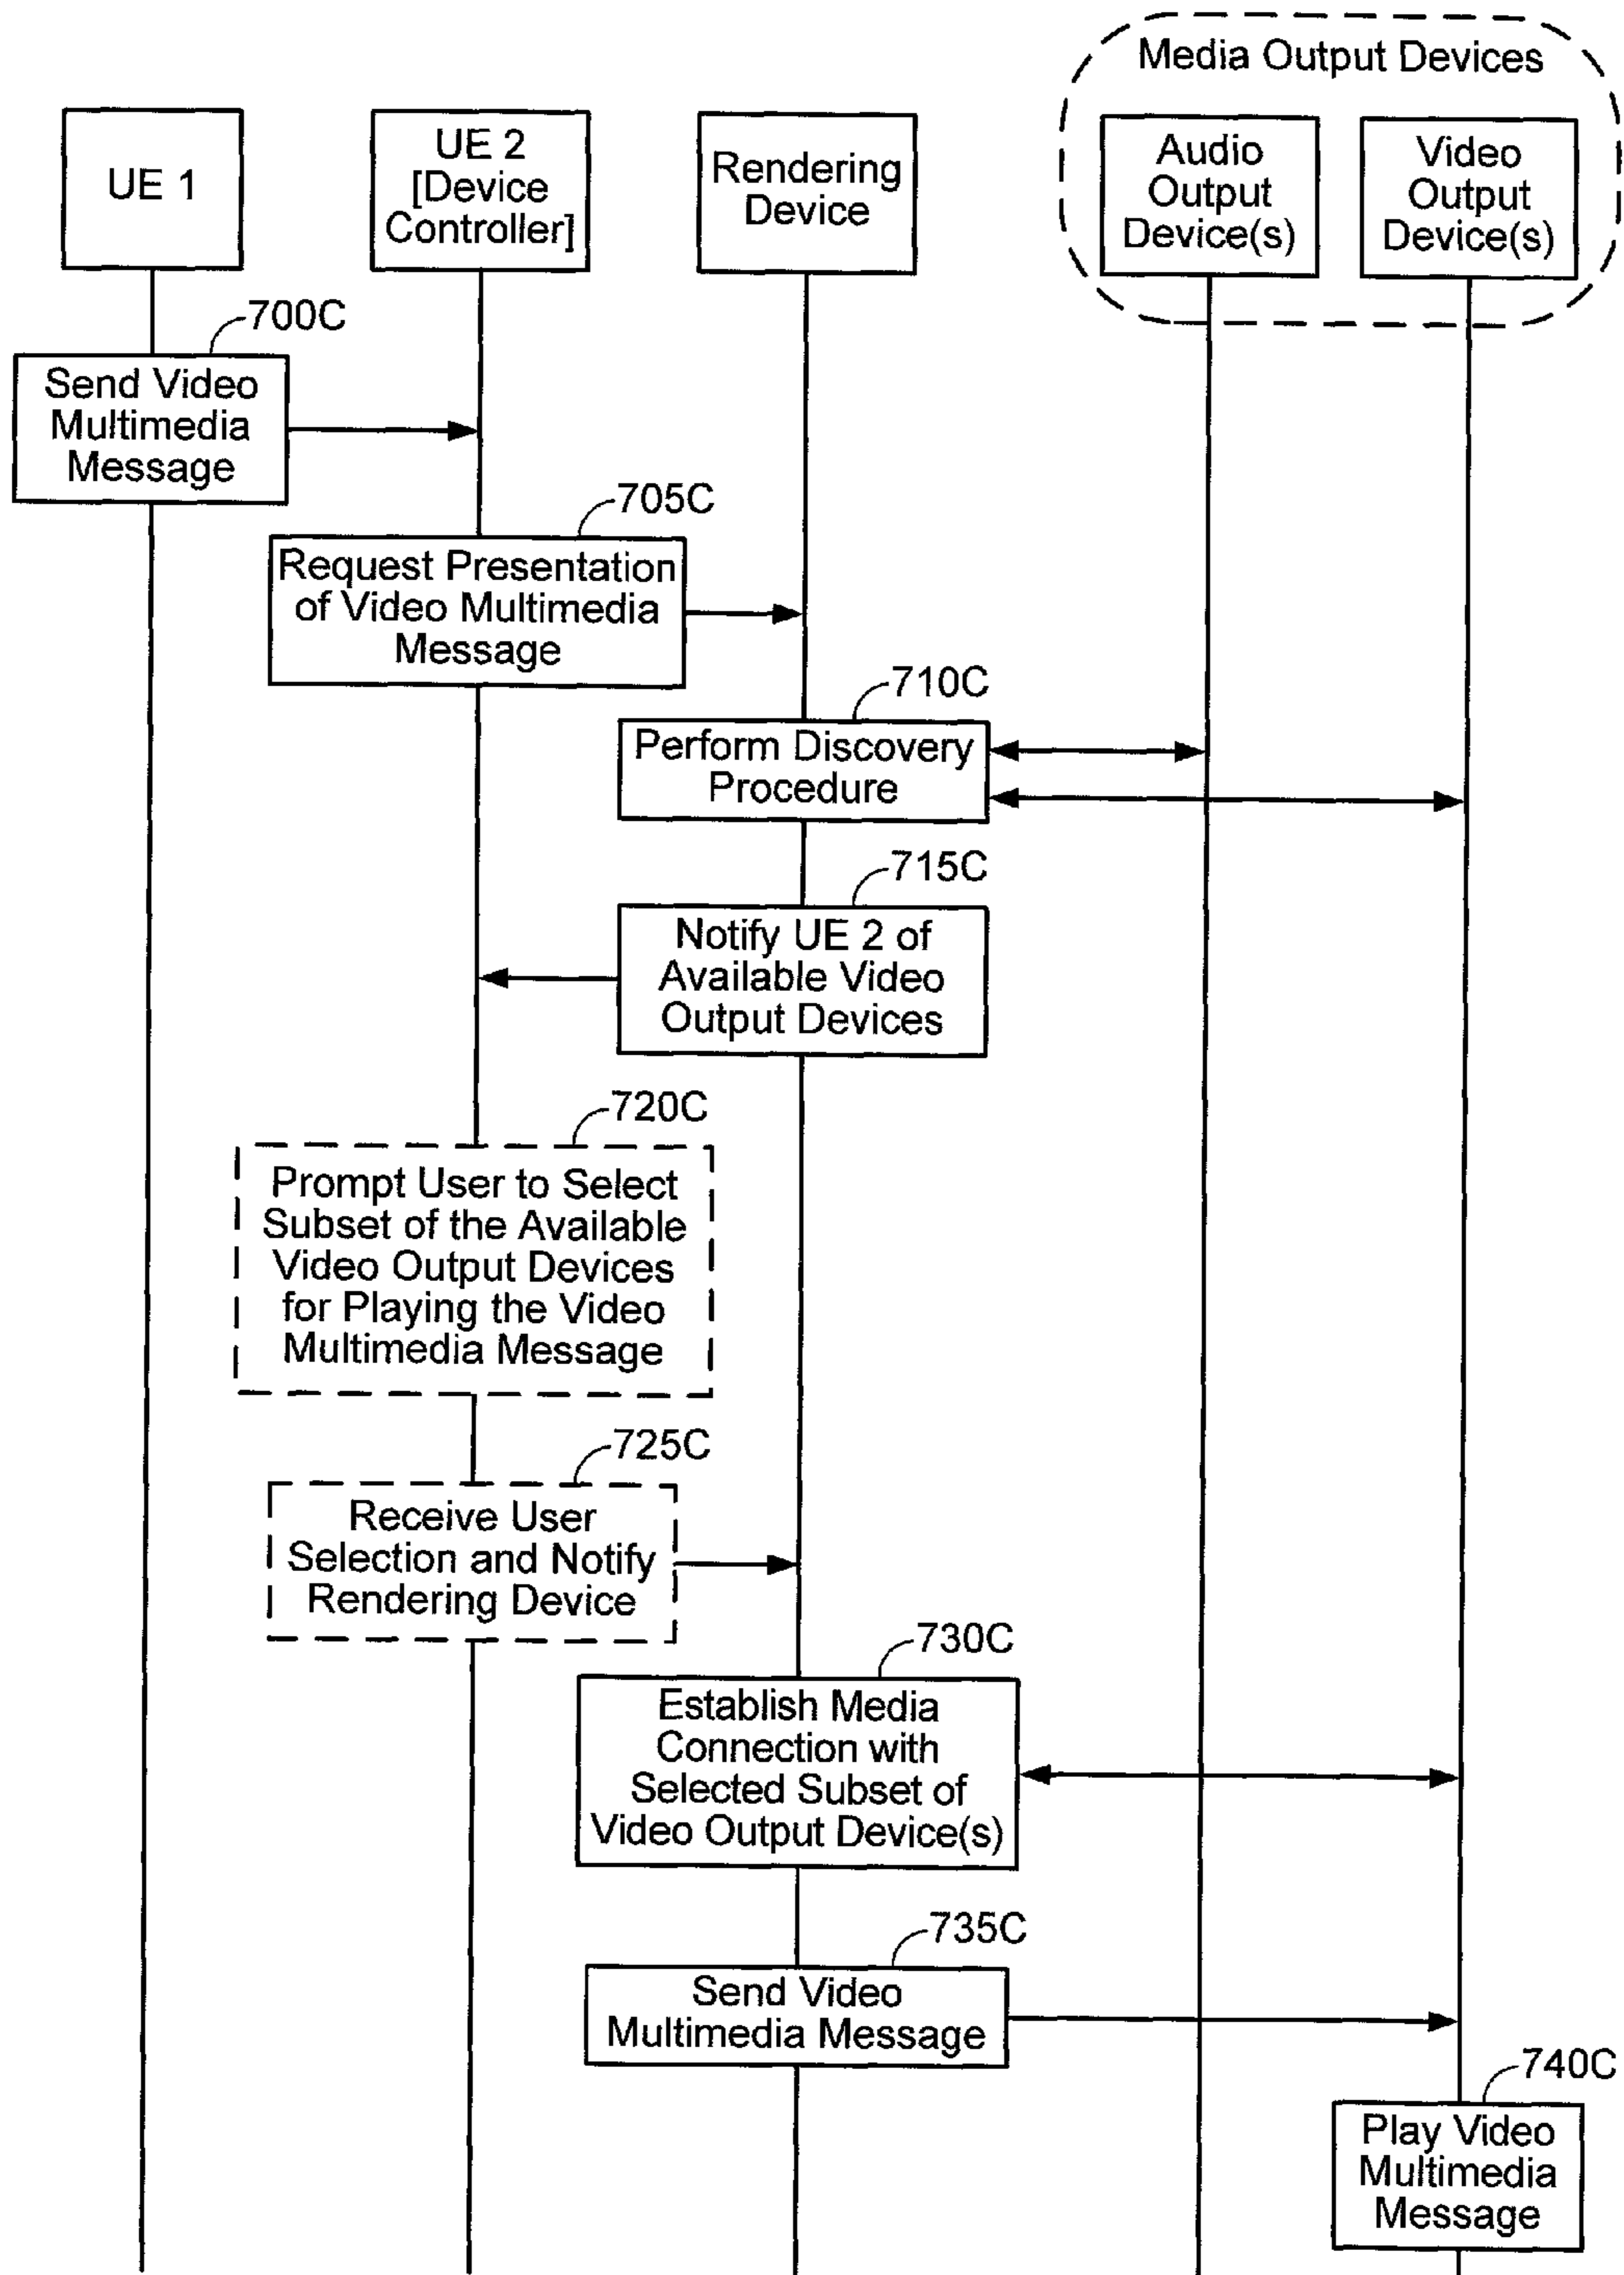 Media Output Devices
UE 1
UE 2
[Device
Controller]
Rendering
Device
Audio
Output
Device(s)
Video
Output
Device(s)
700C
Send Video
Multimedia
Message
705C
Request Presentation
of Video Multimedia
Message
710C
Perform Discovery
Procedure
715C
Notify UE 2 of
Available Video
Output Devices
720C
Prompt User to Select
Subset of the Available
Video Output Devices
for Playing the Video
Multimedia Message
725C
Receive User
Selection and Notify
Rendering Device
730C
Establish Media
Connection with
Selected Subset of
Video Output Device(s)
735C
Send Video
Multimedia Message
740C
Play Video
Multimedia
Message